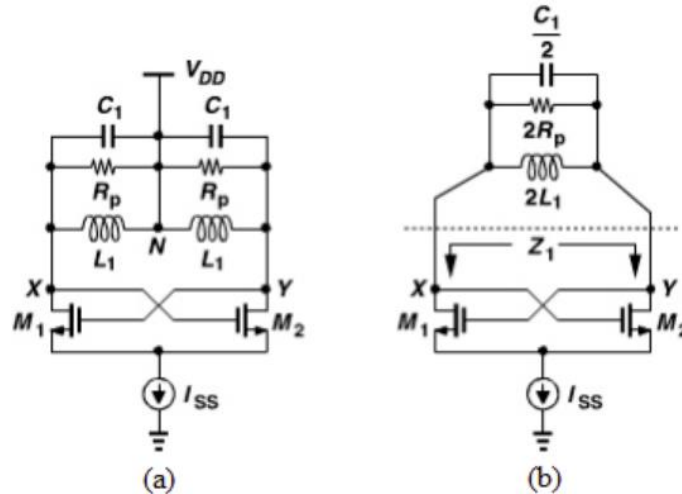 V_DD
C_1 C_1
R_p R_p
L_1 N L_1
X Y
M_1 M_2
I_SS
(a)
C_1
2
2R_p
2L_1
Z_1
X Y
M_1 M_2
I_SS
(b)